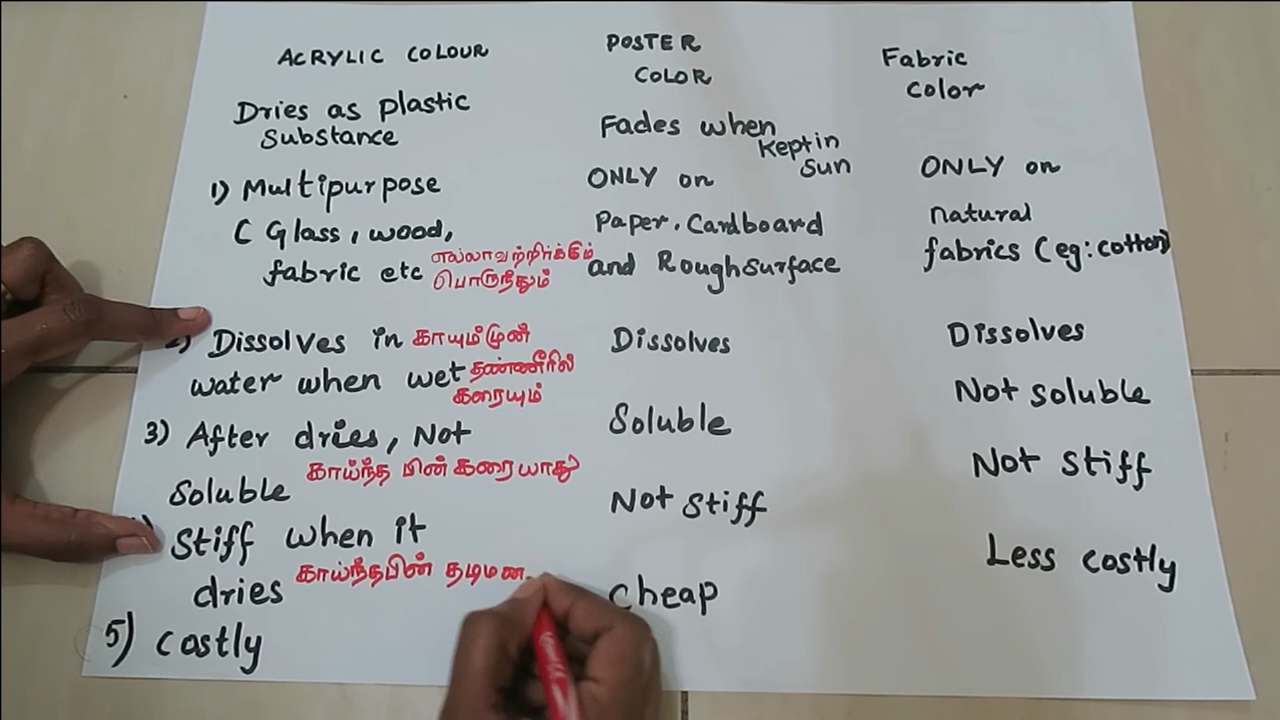 ACRYLIC COLOUR
Dries as plastic
Substance
1) Multipurpose
( Glass, wood,
fabric etc எல்லாவற்றிர்க்கும்
பொருந்தும்
2) Dissolves in காயும்முன்
water when wet தண்ணீரில்
கரையும்
3) After dries, Not
காய்ந்த பின் கரையாது
Soluble
Stiff when it
காய்ந்தபின் தடிமன
dries
5) Costly
POSTER
COLOR
Fades when
Kept in
Sun
ONLY on
Paper, Cardboard
and Rough surface
Dissolves
Soluble
Not Stiff
cheap
Fabric
color
ONLY on
natural
fabrics (eg: cotton)
Dissolves
Not soluble
Not stiff
Less costly